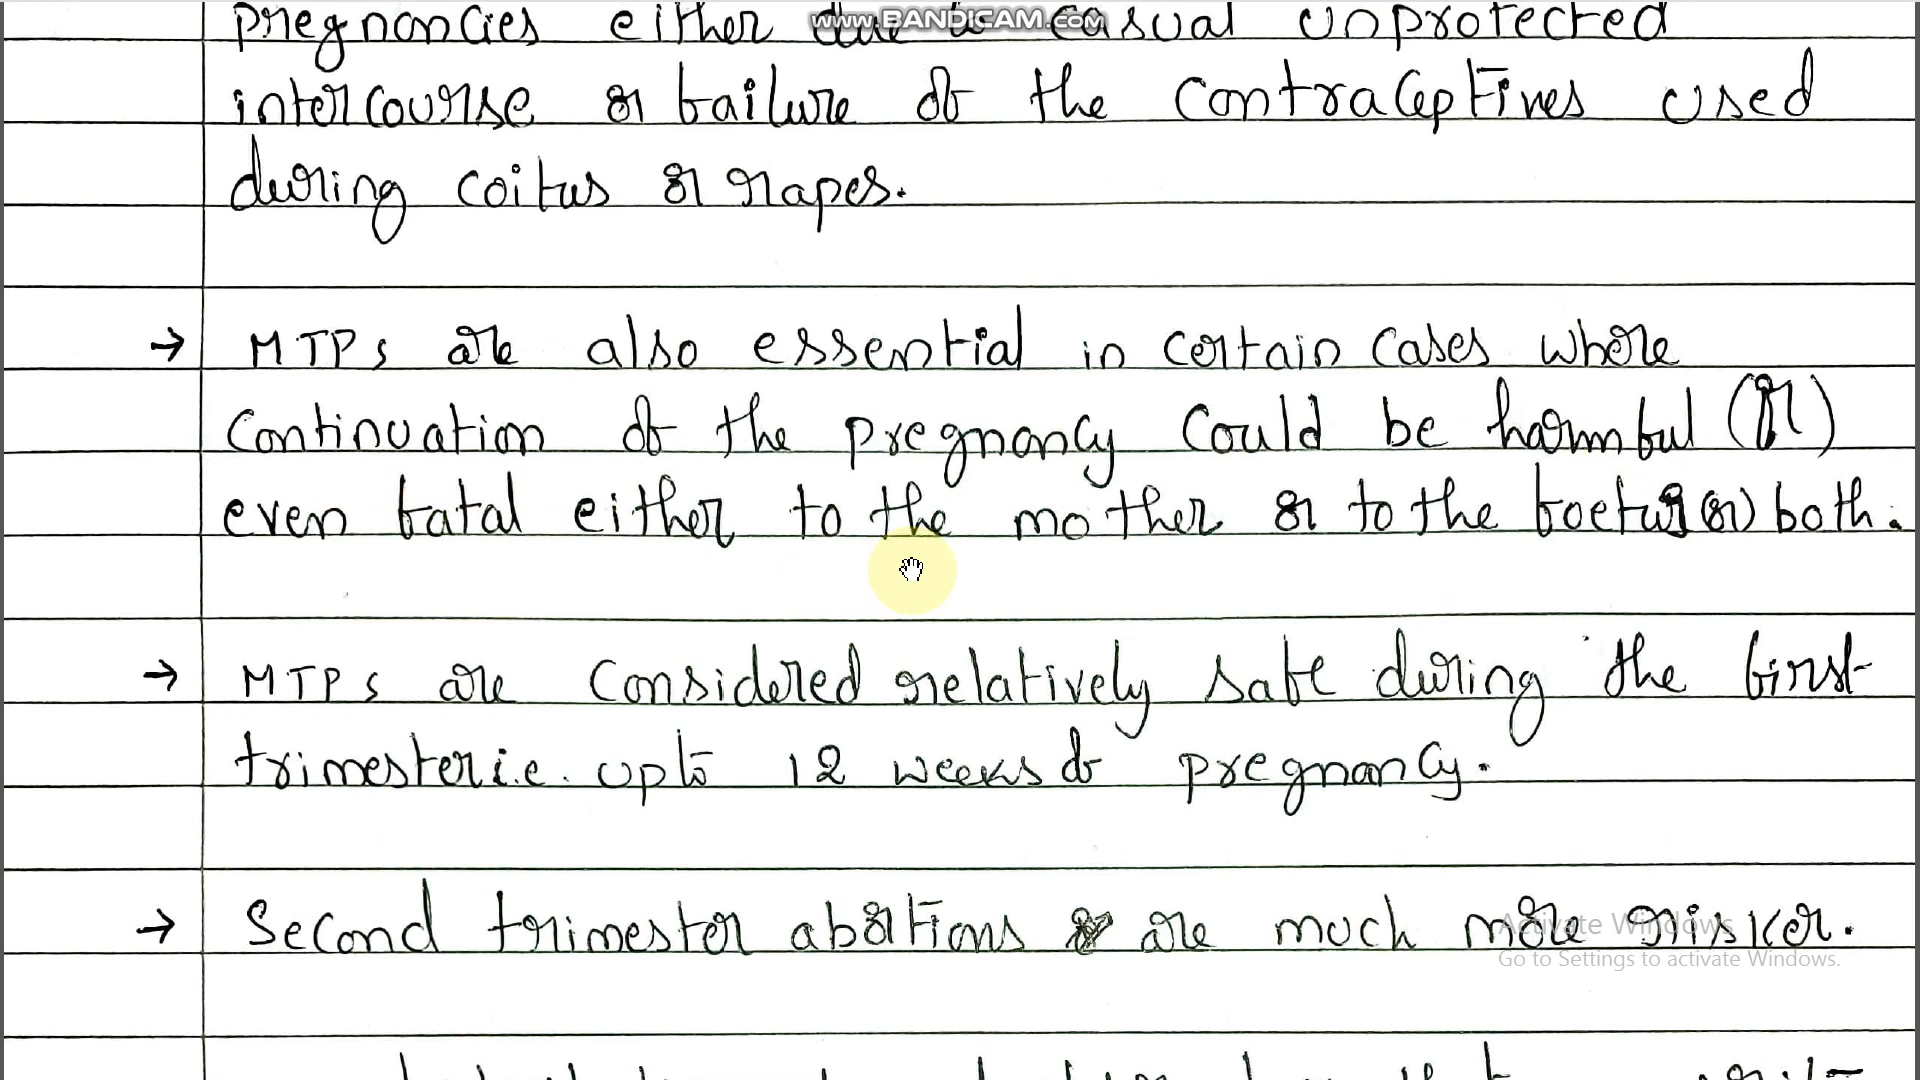 www.BANDICAM.com
pregnancies either due to casual unprotected
intercourse or failure of the contraceptives used
during coitus or rapes.
→ MTPs are also essential in certain cases where
continuation of the pregnancy could be harmful (or)
even fatal either to the mother or to the foetus (or) both.
→ MTPs are considered relatively safe during the first
trimester i.e. upto 12 weeks of pregnancy.
→ Second trimester abortions are much more risker.
Activate Windows
Go to Settings to activate Windows.